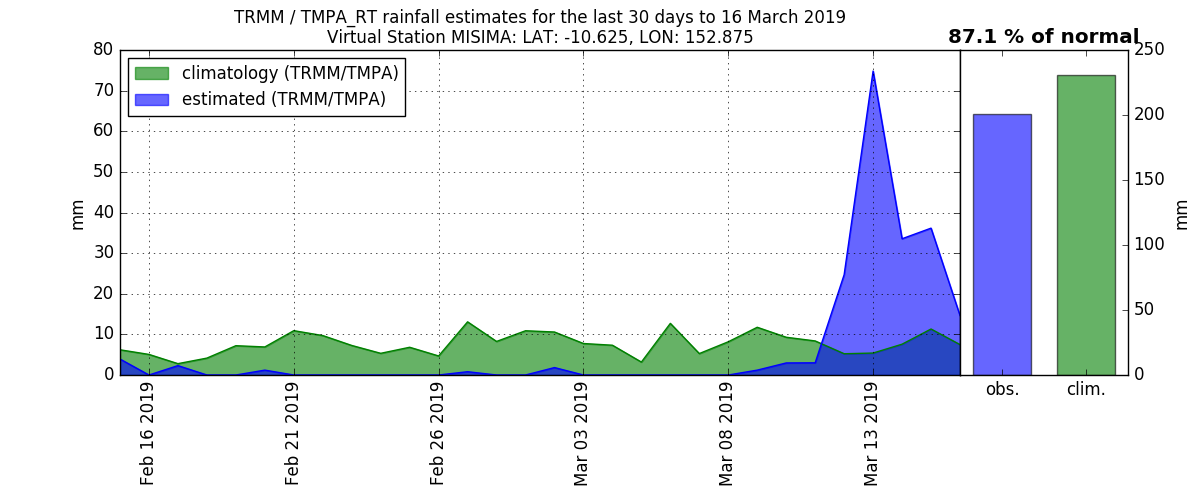 TRMM / TMPA_RT rainfall estimates for the last 30 days to 16 March 2019
Virtual Station MISIMA: LAT: -10.625, LON: 152.875
87.1 % of normal
climatology (TRMM/TMPA)
estimated (TRMM/TMPA)
80
70
60
50
40
30
20
10
0
mm
Feb 16 2019
Feb 21 2019
Feb 26 2019
Mar 03 2019
Mar 08 2019
Mar 13 2019
obs.
clim.
250
200
150
100
50
0
mm